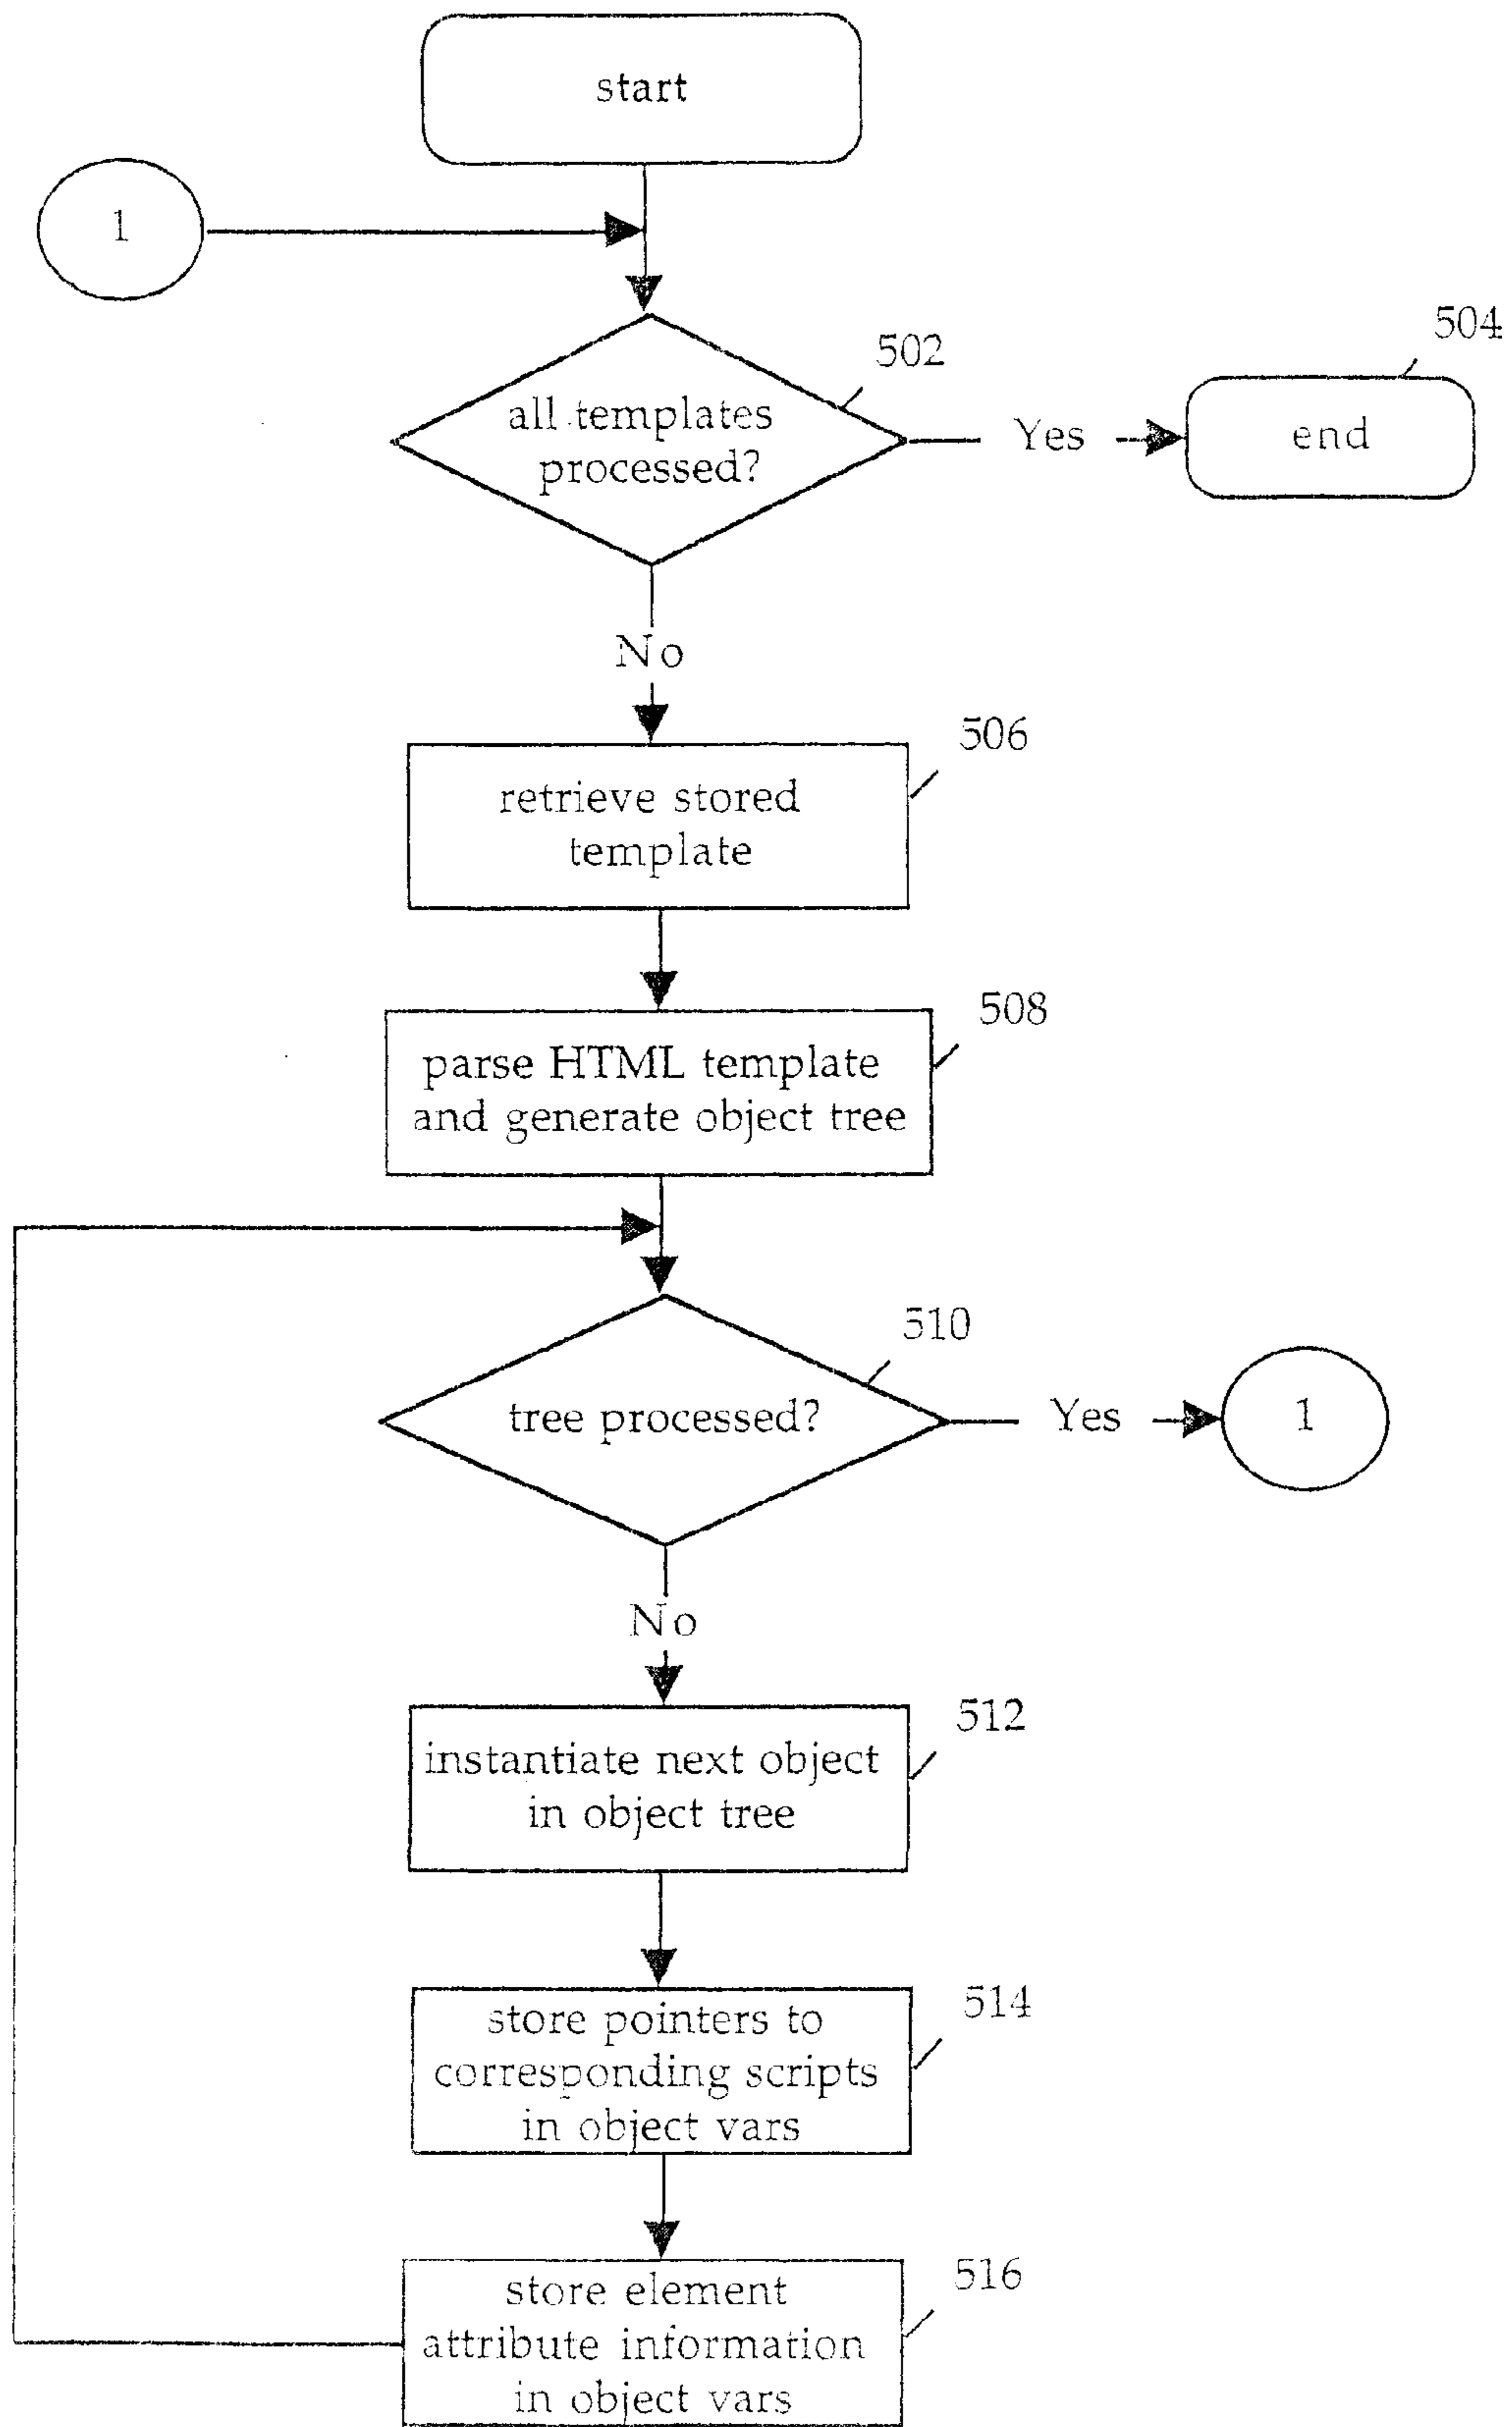 start
1
502
504
all templates
processed?
Yes
end
No
506
retrieve stored
template
508
parse HTML template
and generate object tree
510
tree processed?
Yes
1
No
512
instantiate next object
in object tree
514
store pointers to
corresponding scripts
in object vars
516
store element
attribute information
in object vars